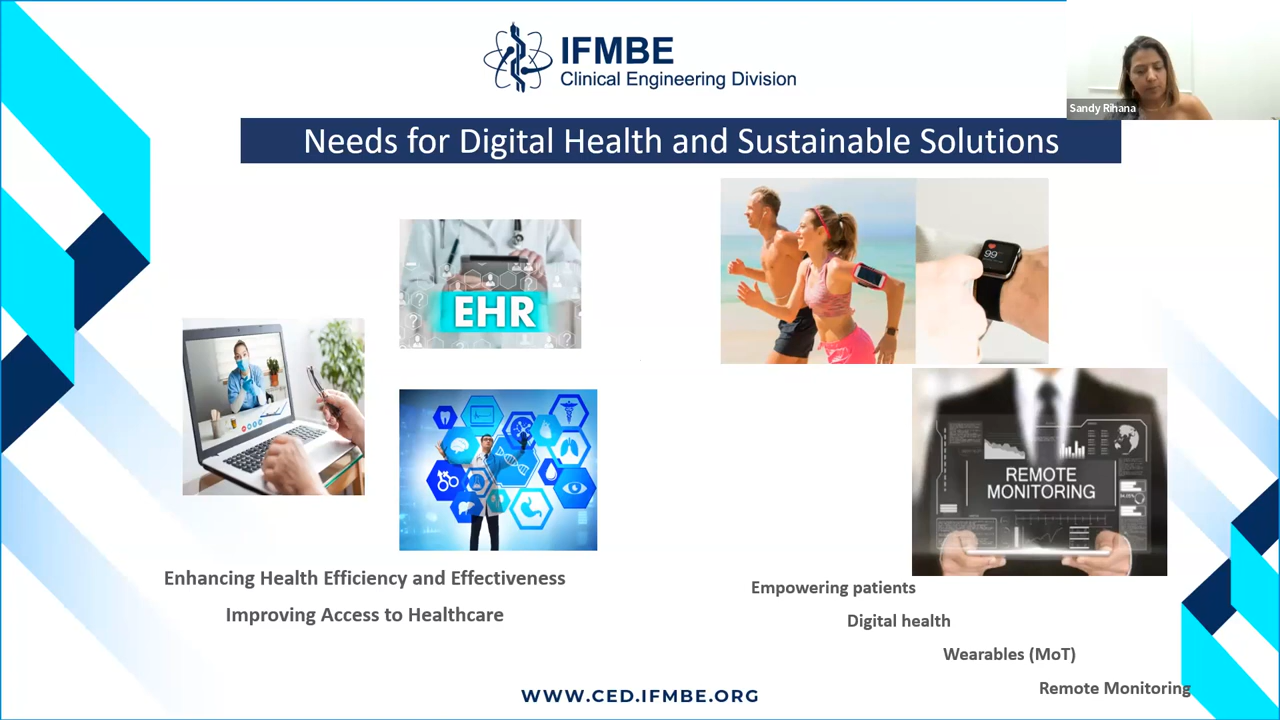 IFMBE
Clinical Engineering Division
Sandy Rihana
Needs for Digital Health and Sustainable Solutions
EHR
99
REMOTE
MONITORING
Enhancing Health Efficiency and Effectiveness
Improving Access to Healthcare
Empowering patients
Digital health
Wearables (MoT)
Remote Monitoring
WWW.CED.IFMBE.ORG